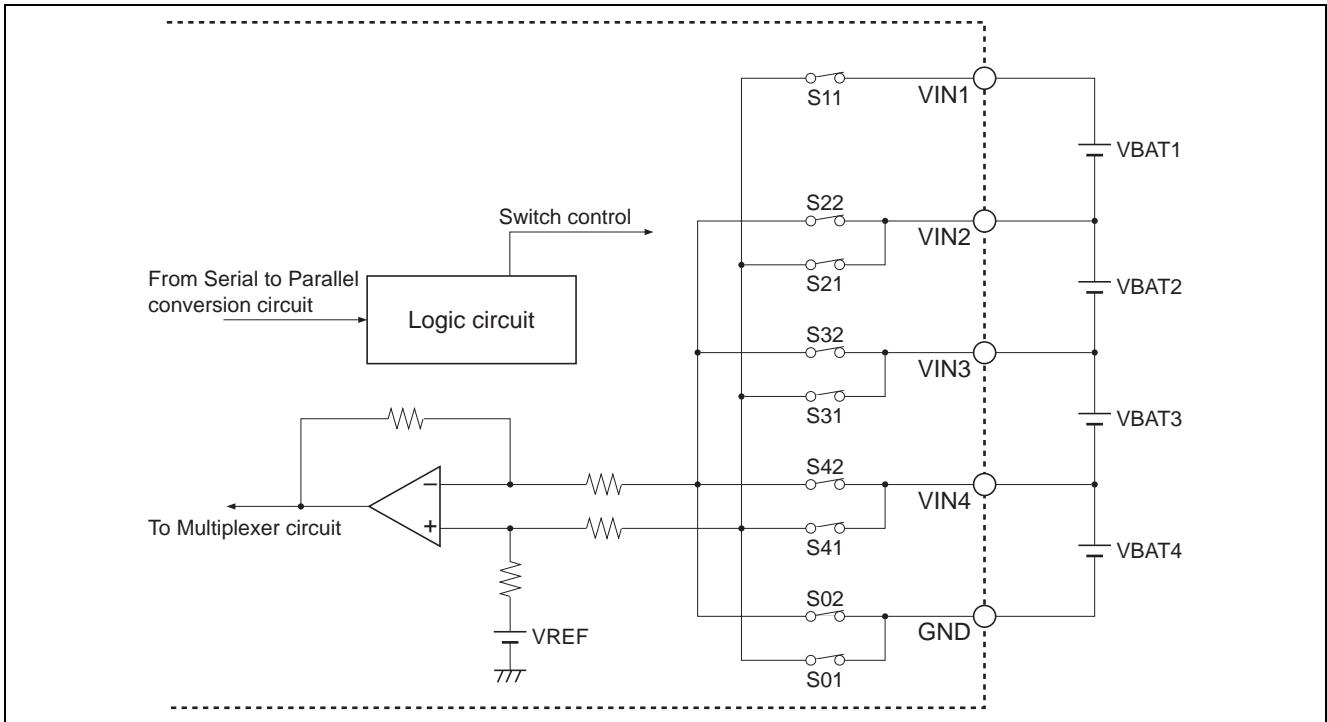 S11
VIN1
VBAT1
S22
Switch control
VIN2
From Serial to Parallel
conversion circuit
S21
VBAT2
Logic circuit
S32
VIN3
S31
VBAT3
S42
−
VIN4
+
To Multiplexer circuit
S41
VBAT4
S02
VREF
GND
S01